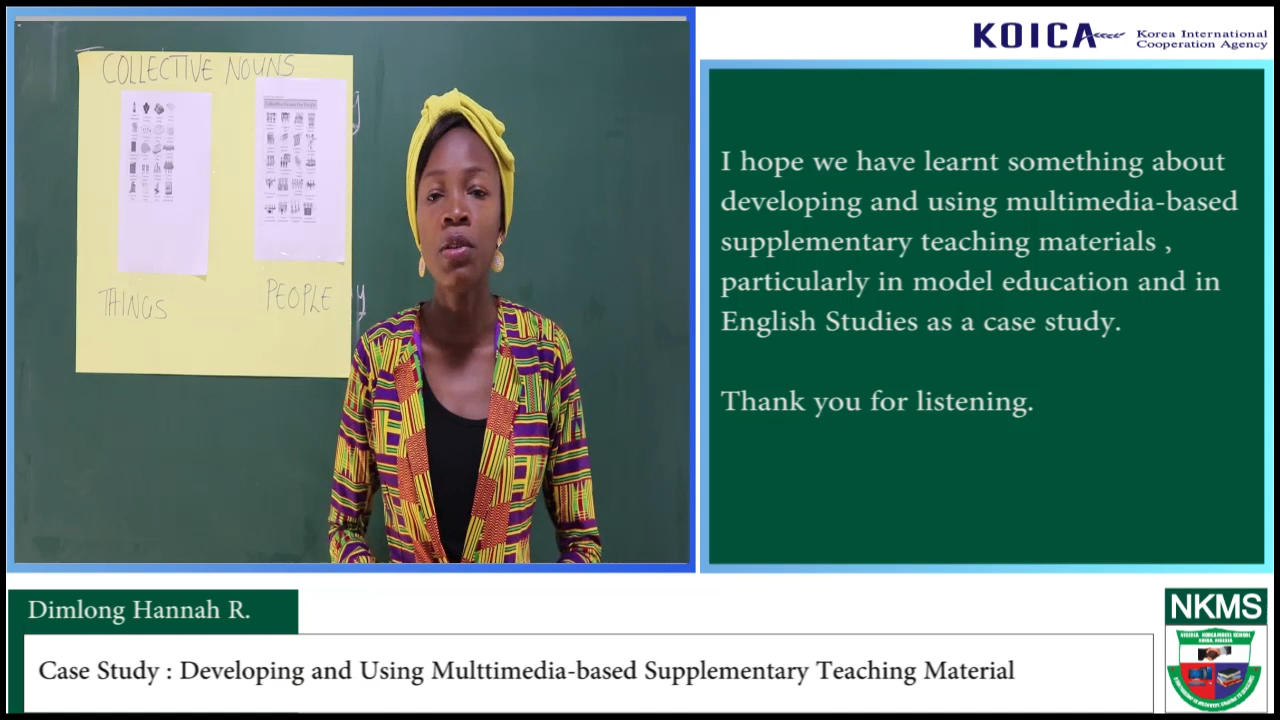 COLLECTIVE NOUNS
THINGS
PEOPLE
KOICA
Korea International
Cooperation Agency
I hope we have learnt something about
developing and using multimedia-based
supplementary teaching materials ,
particularly in model education and in
English Studies as a case study.
Thank you for listening.
Dimlong Hannah R.
Case Study : Developing and Using Multtimedia-based Supplementary Teaching Material
NKMS